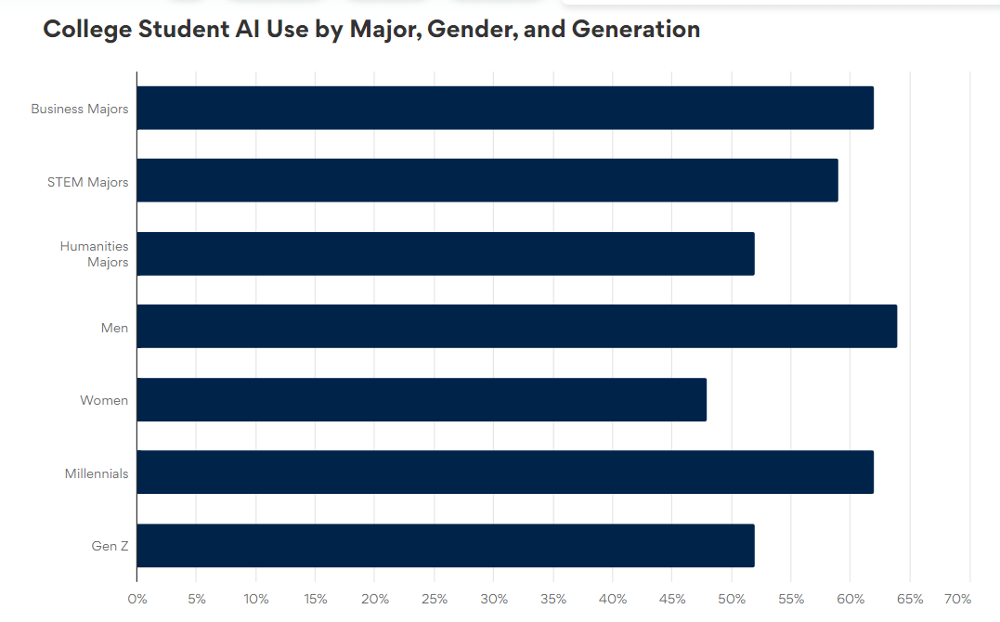 College Student AI Use by Major, Gender, and Generation
Business Majors
STEM Majors
Humanities
Majors
Men
Women
Millennials
Gen Z
0% 5% 10% 15% 20% 25% 30% 35% 40% 45% 50% 55% 60% 65% 70%